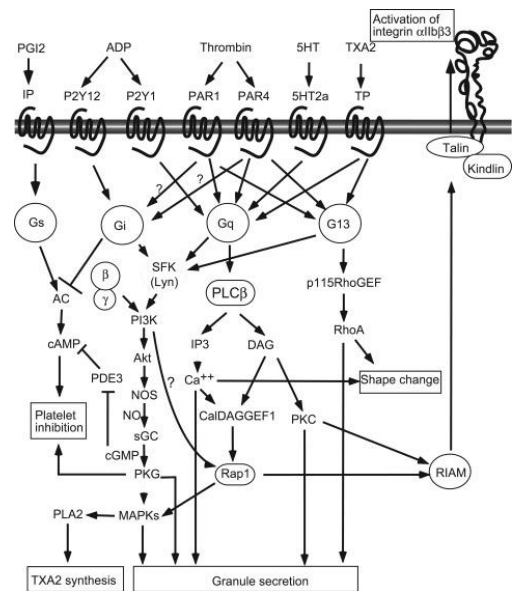 Activation of
integrin αIIbβ3
PGI2
ADP
Thrombin
5HT
TXA2
IP
P2Y12
P2Y1
PAR1
PAR4
5HT2a
TP
Talin
Kindlin
?
?
Gs
Gi
Gq
G13
SFK
(Lyn)
β
γ
AC
PLCβ
p115RhoGEF
PI3K
cAMP
IP3
DAG
RhoA
Akt
PDE3
?
Ca++
Shape change
NOS
Platelet
inhibition
NO
CalDAGGEF1
PKC
sGC
cGMP
PKG
Rap1
RIAM
PLA2
MAPKs
TXA2 synthesis
Granule secretion